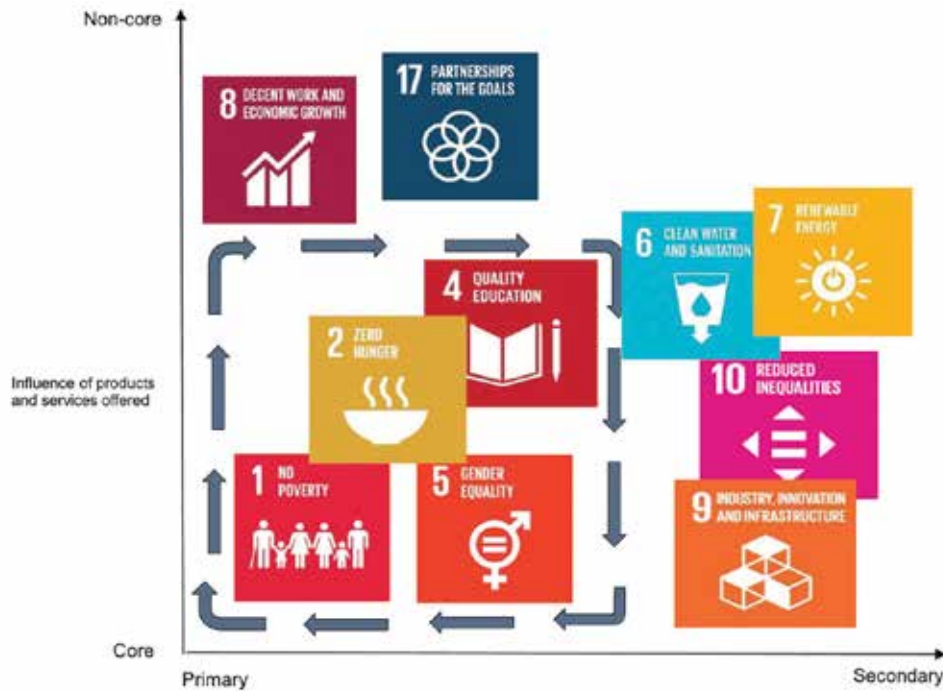 Non-core
8 DECENT WORK AND
ECONOMIC GROWTH
17 PARTNERSHIPS
FOR THE GOALS
6 CLEAN WATER
AND SANITATION
7 RENEWABLE
ENERGY
4 QUALITY
EDUCATION
2 ZERO
HUNGER
10 REDUCED
INEQUALITIES
Influence of products
and services offered
1 NO
POVERTY
5 GENDER
EQUALITY
9 INDUSTRY, INNOVATION
AND INFRASTRUCTURE
Core
Primary
Secondary